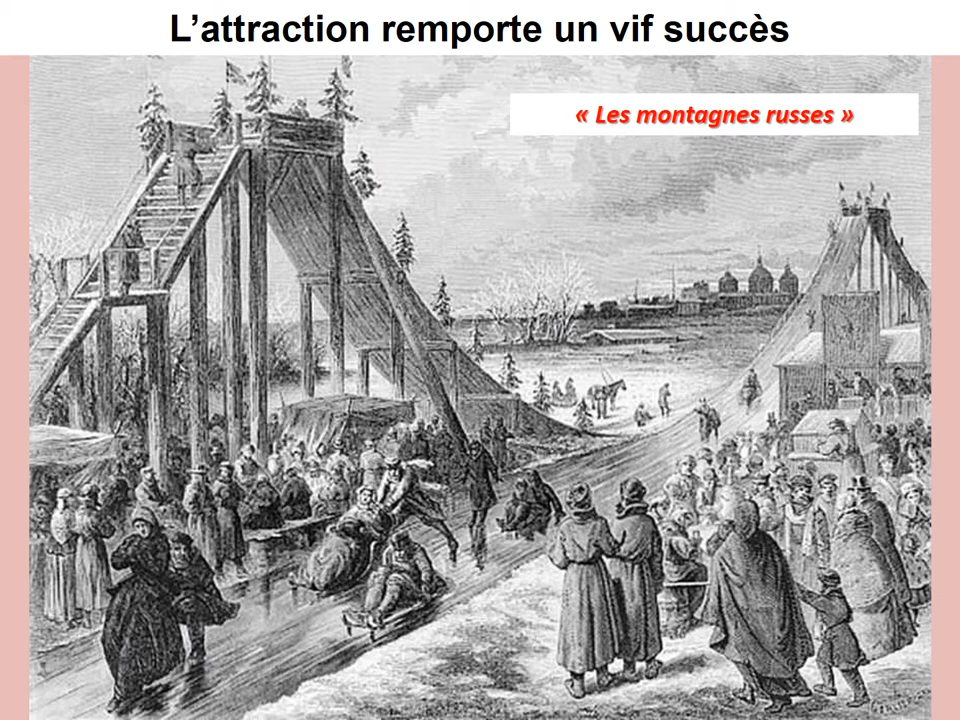 L’attraction remporte un vif succès
« Les montagnes russes »